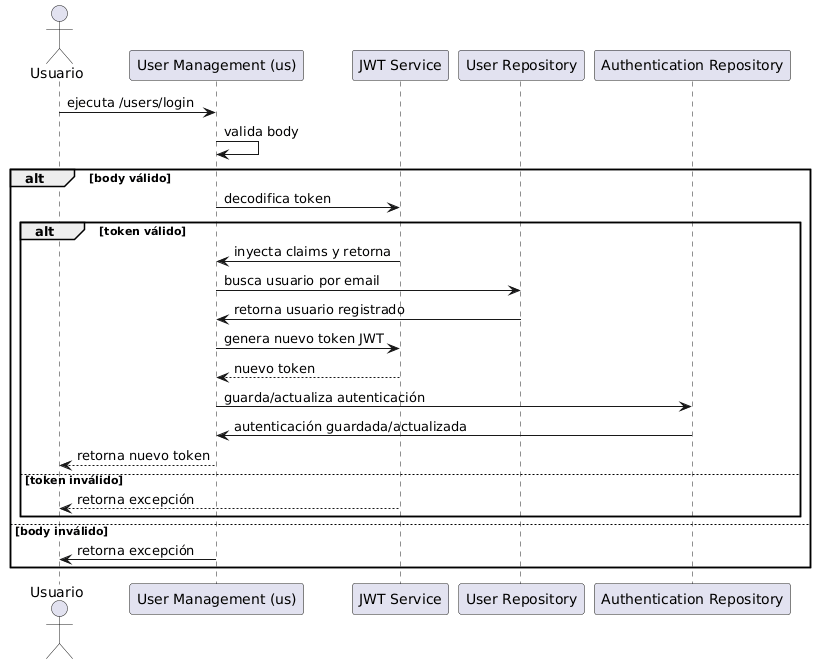 Usuario
User Management (us)
JWT Service
User Repository
Authentication Repository
ejecuta /users/login
valida body
alt
[body válido]
decodifica token
alt
[token válido]
inyecta claims y retorna
busca usuario por email
retorna usuario registrado
genera nuevo token JWT
nuevo token
guarda/actualiza autenticación
autenticación guardada/actualizada
retorna nuevo token
[token inválido]
retorna excepción
[body inválido]
retorna excepción
Usuario
User Management (us)
JWT Service
User Repository
Authentication Repository